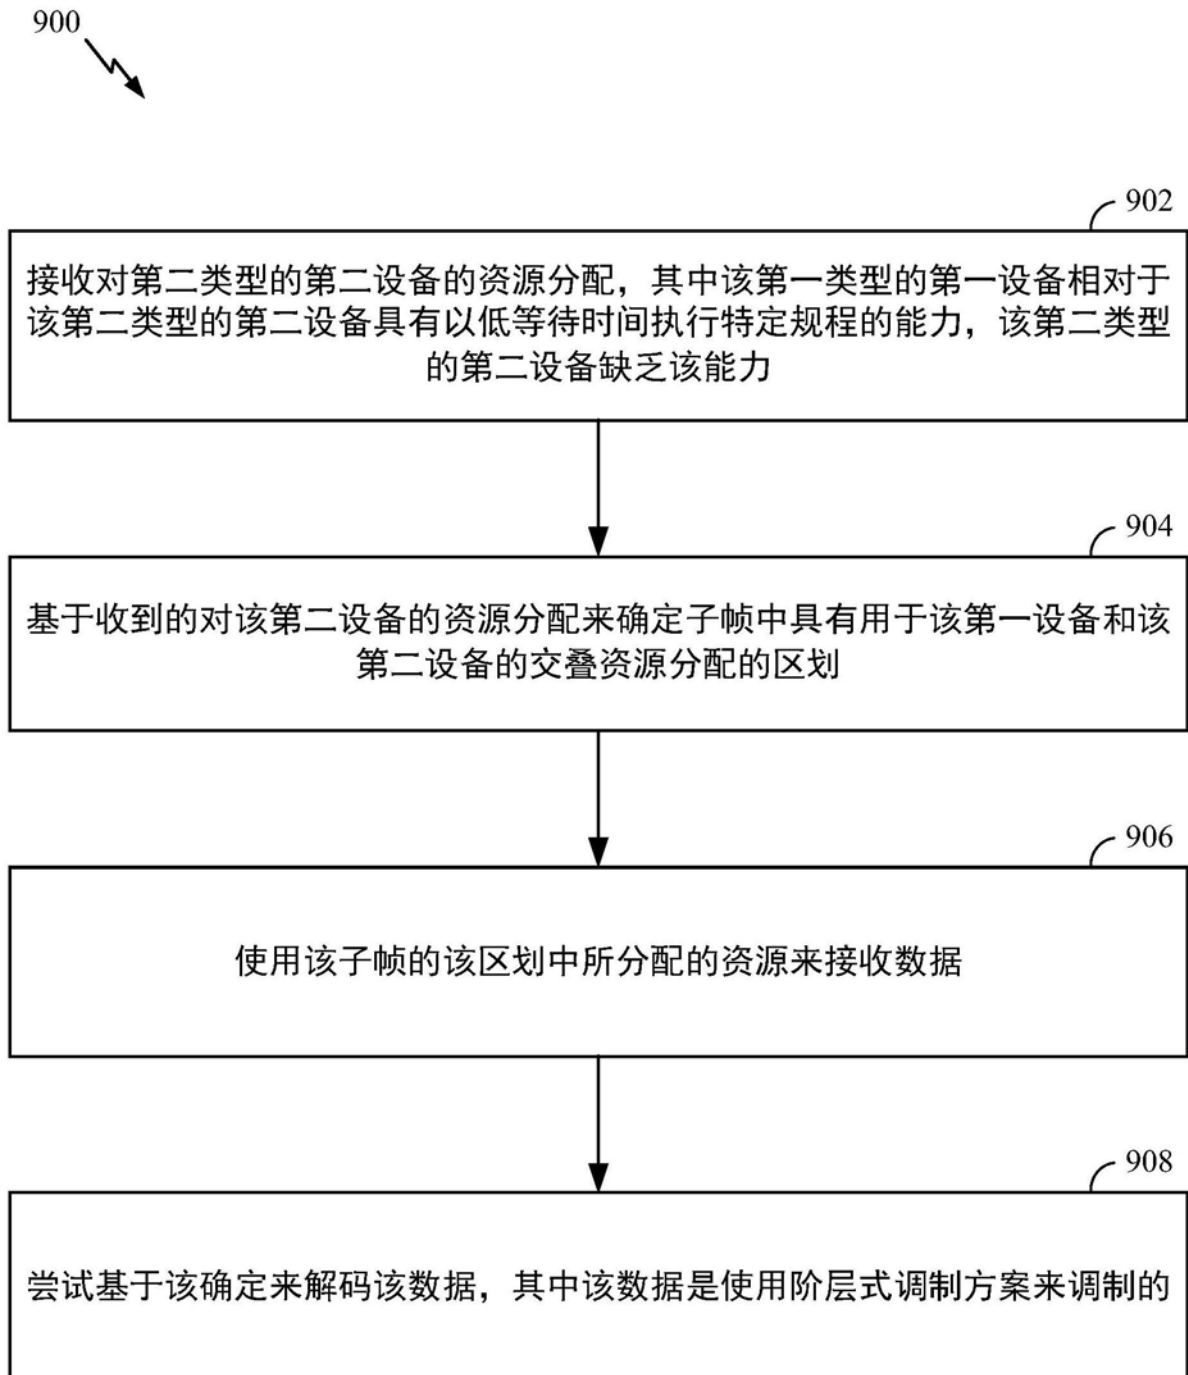 900
902
接收对第二类型的第二设备的资源分配，其中该第一类型的第一设备相对于
该第二类型的第二设备具有以低等待时间执行特定规程的能力，该第二类型
的第二设备缺乏该能力
904
基于收到的对该第二设备的资源分配来确定子帧中具有用于该第一设备和该
第二设备的交叠资源分配的区划
906
使用该子帧的该区划中所分配的资源来接收数据
908
尝试基于该确定来解码该数据，其中该数据是使用阶层式调制方案来调制的